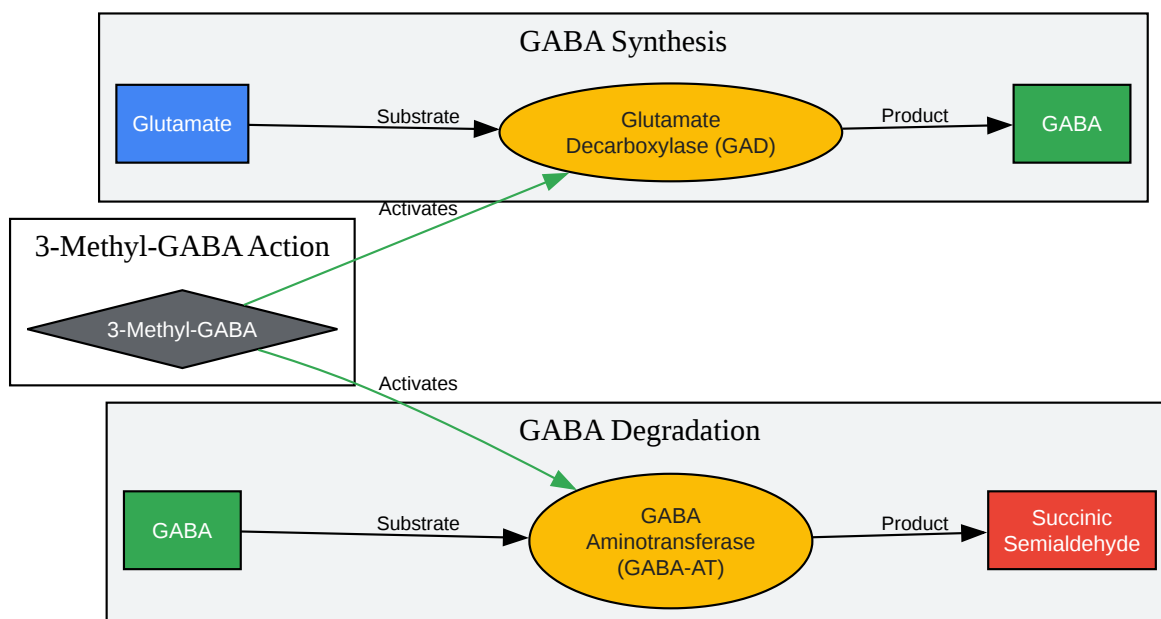 GABA Synthesis
Glutamate
Substrate
Glutamate
Decarboxylase (GAD)
Product
GABA
Activates
3-Methyl-GABA Action
3-Methyl-GABA
Activates
GABA Degradation
GABA
Substrate
GABA
Aminotransferase
(GABA-AT)
Product
Succinic
Semialdehyde